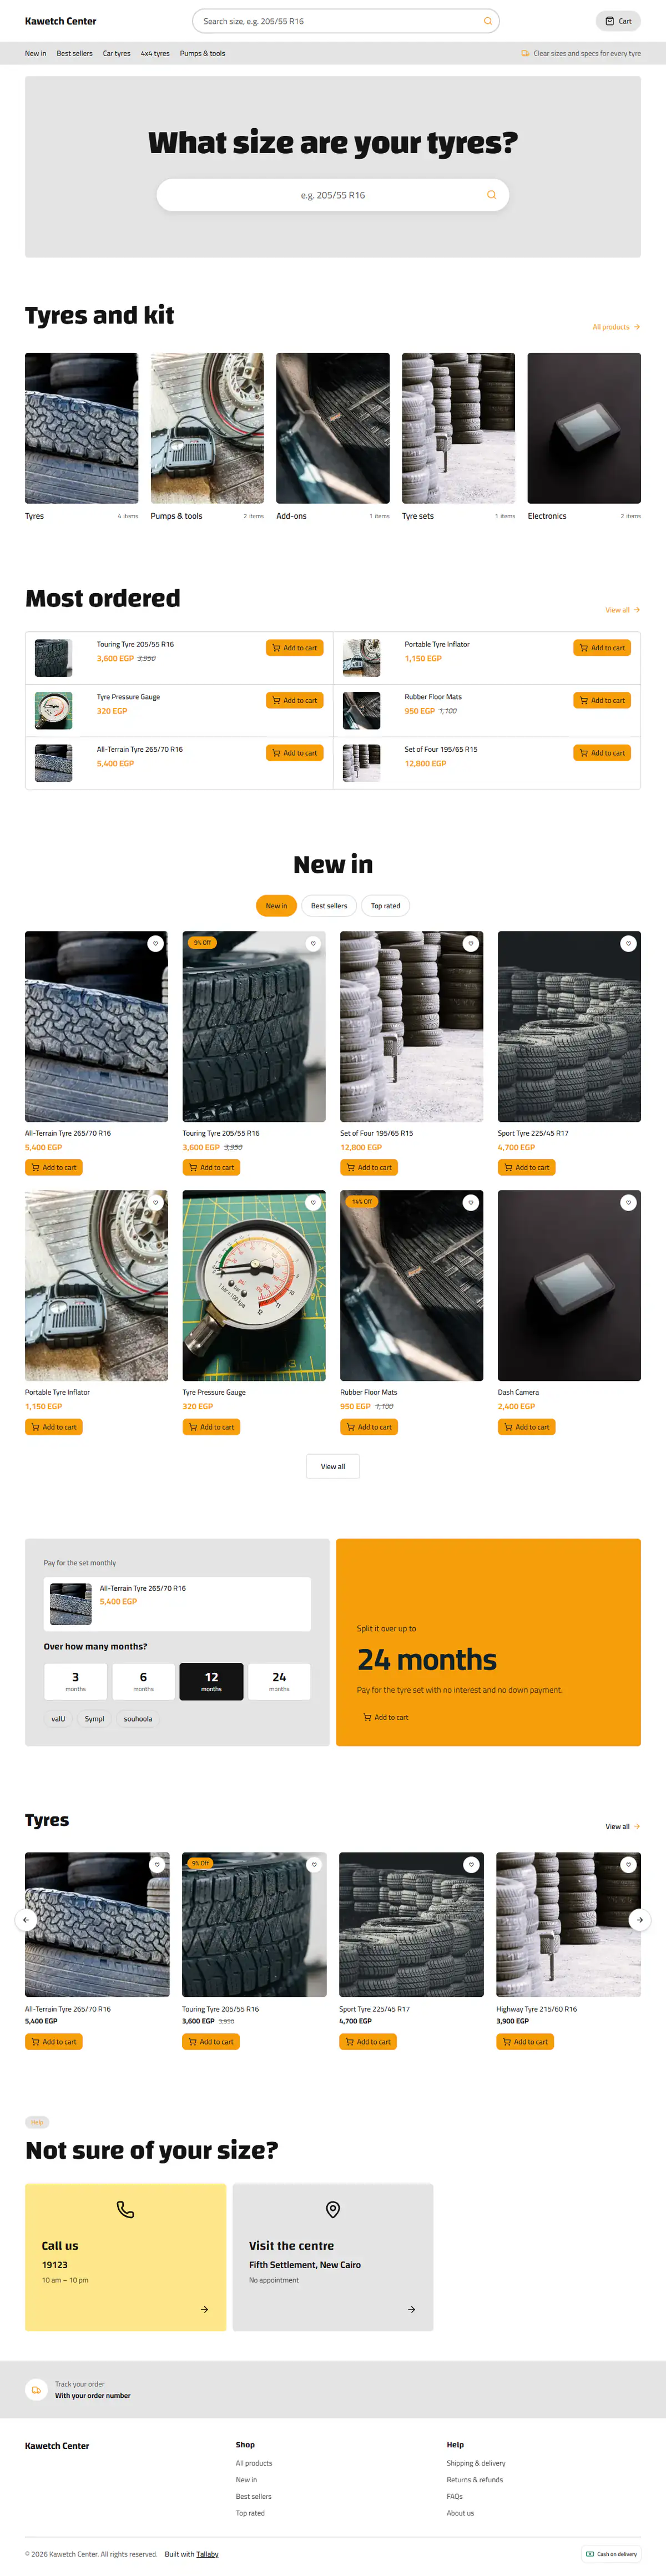 Kawetch Center
Search size, e.g. 205/55 R16
Cart
New in
Best sellers
Car tyres
4x4 tyres
Pumps & tools
Clear sizes and specs for every tyre
What size are your tyres?
e.g. 205/55 R16
Tyres and kit
All products
Tyres
4 items
Pumps & tools
2 items
Add-ons
1 items
Tyre sets
1 items
Electronics
2 items
Most ordered
View all
Touring Tyre 205/55 R16
3,600 EGP 3,950
Add to cart
Portable Tyre Inflator
1,150 EGP
Add to cart
Tyre Pressure Gauge
320 EGP
Add to cart
Rubber Floor Mats
950 EGP 1,100
Add to cart
All-Terrain Tyre 265/70 R16
5,400 EGP
Add to cart
Set of Four 195/65 R15
12,800 EGP
Add to cart
New in
New in
Best sellers
Top rated
All-Terrain Tyre 265/70 R16
5,400 EGP
Add to cart
9% Off
Touring Tyre 205/55 R16
3,600 EGP 3,950
Add to cart
Set of Four 195/65 R15
12,800 EGP
Add to cart
Sport Tyre 225/45 R17
4,700 EGP
Add to cart
Portable Tyre Inflator
1,150 EGP
Add to cart
Tyre Pressure Gauge
320 EGP
Add to cart
14% Off
Rubber Floor Mats
950 EGP 1,100
Add to cart
Dash Camera
2,400 EGP
Add to cart
View all
Pay for the set monthly
All-Terrain Tyre 265/70 R16
5,400 EGP
Over how many months?
3
months
6
months
12
months
24
months
valU
Sympl
souhoola
Split it over up to
24 months
Pay for the tyre set with no interest and no down payment.
Add to cart
Tyres
View all
All-Terrain Tyre 265/70 R16
5,400 EGP
Add to cart
9% Off
Touring Tyre 205/55 R16
3,600 EGP 3,950
Add to cart
Sport Tyre 225/45 R17
4,700 EGP
Add to cart
Highway Tyre 215/60 R16
3,900 EGP
Add to cart
Help
Not sure of your size?
Call us
19123
10 am – 10 pm
Visit the centre
Fifth Settlement, New Cairo
No appointment
Track your order
With your order number
Kawetch Center
Shop
All products
New in
Best sellers
Top rated
Help
Shipping & delivery
Returns & refunds
FAQs
About us
© 2026 Kawetch Center. All rights reserved.
Built with Tallaby
Cash on delivery